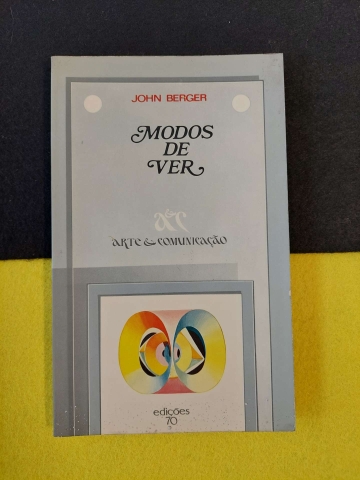 JOHN BERGER
MODOS
DE
VER
a&c
ARTE & COMUNICAÇÃO
edições
70